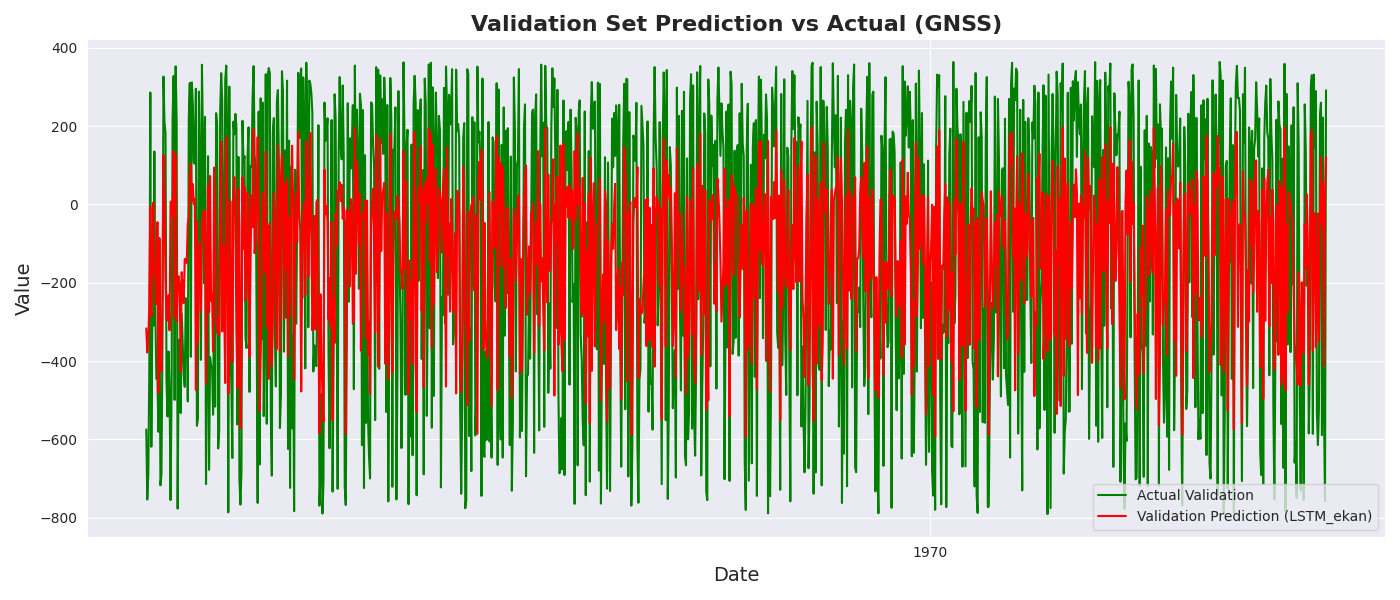 Validation Set Prediction vs Actual (GNSS)
400
200
0
−200
−400
−600
−800
Value
Actual Validation
Validation Prediction (LSTM_ekan)
1970
Date